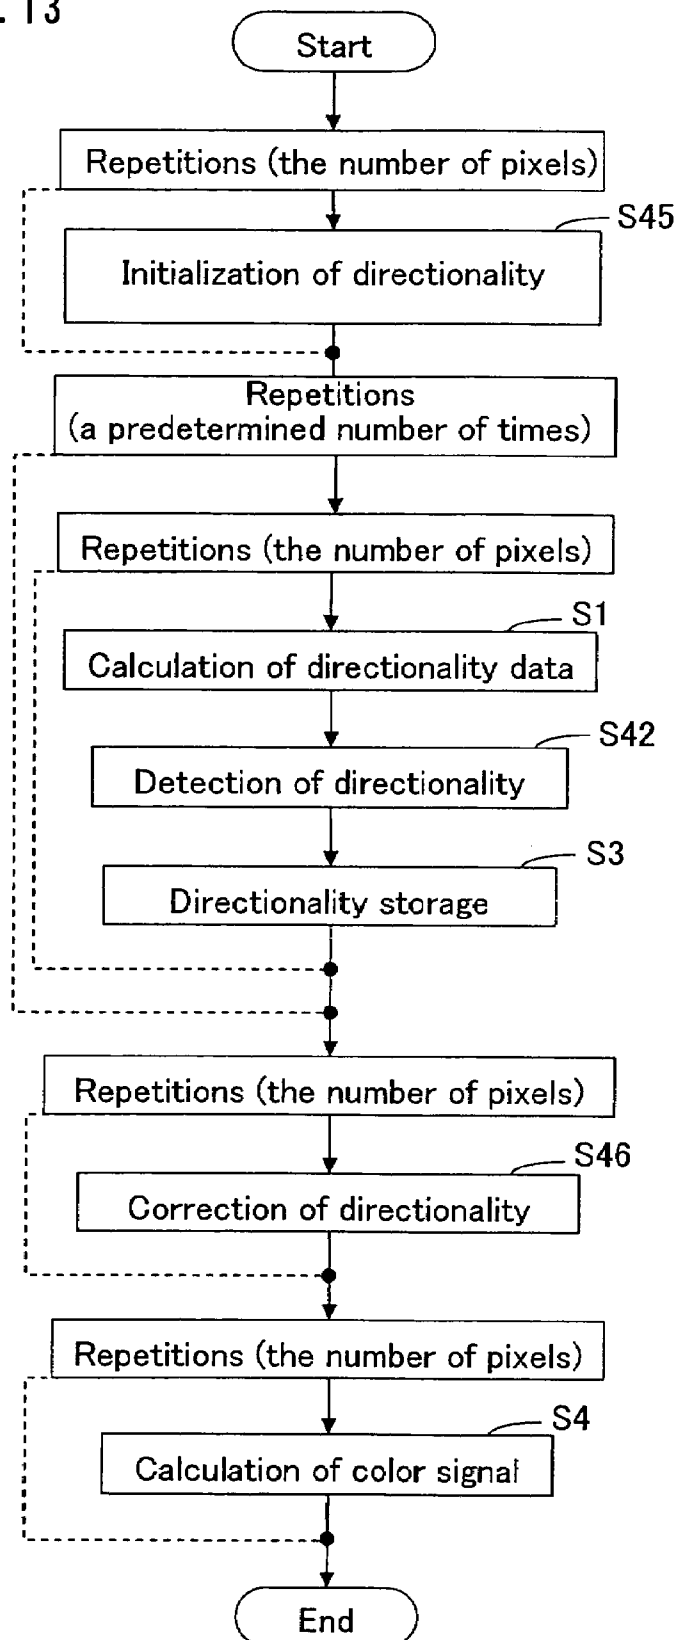 . 13
Start
Repetitions (the number of pixels)
S45
Initialization of directionality
Repetitions
(a predetermined number of times)
Repetitions (the number of pixels)
S1
Calculation of directionality data
S42
Detection of directionality
S3
Directionality storage
Repetitions (the number of pixels)
S46
Correction of directionality
Repetitions (the number of pixels)
S4
Calculation of color signal
End